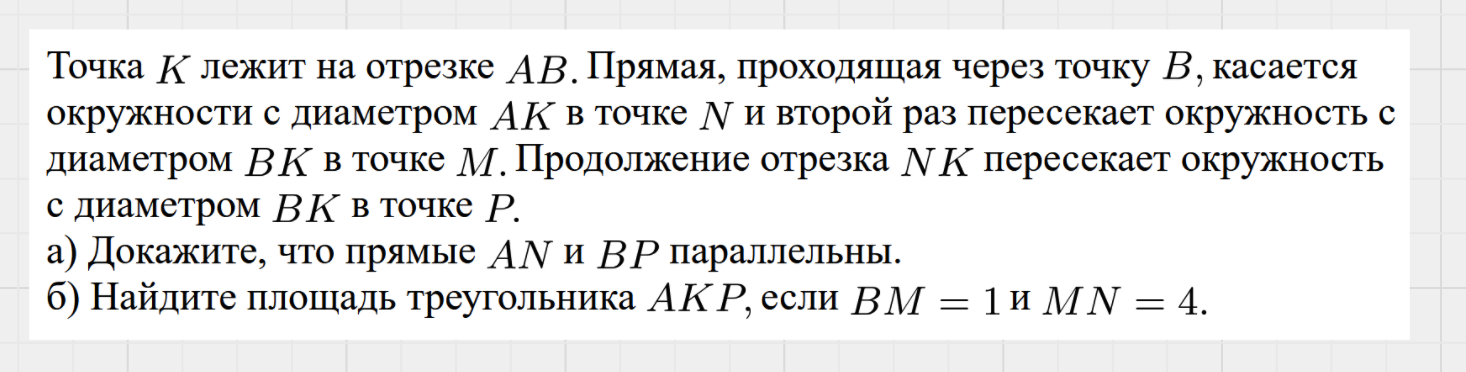 Точка K лежит на отрезке AB. Прямая, проходящая через точку B, касается
окружности с диаметром AK в точке N и второй раз пересекает окружность с
диаметром BK в точке M. Продолжение отрезка NK пересекает окружность
с диаметром BK в точке P.
а) Докажите, что прямые AN и BP параллельны.
б) Найдите площадь треугольника AKP, если BM = 1 и MN = 4.